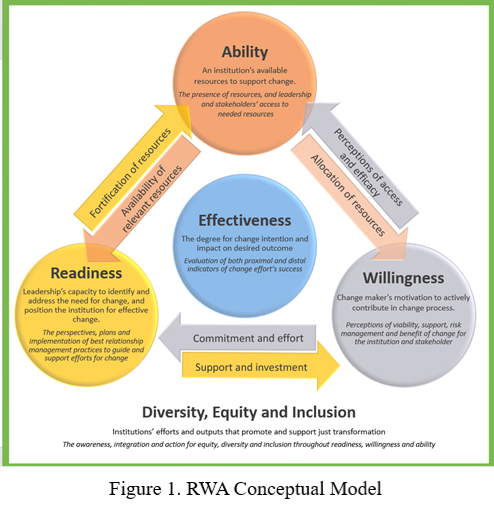 Ability
An institution's available
resources to support change.
The presence of resources, and leadership
and stakeholders' access to
needed resources
Fortification of resources
Availability of
relevant resources
Perceptions of access
and efficacy
Allocation of resources
Effectiveness
The degree for change intention and
impact on desired outcome
Evaluation of both proximal and distal
indicators of change effort's success
Readiness
Leadership's capacity to identify and
address the need for change, and
position the institution for effective
change.
The perspectives, plans and
implementation of best relationship
management practices to guide and
support efforts for change
Willingness
Change maker's motivation to actively
contribute in change process.
Perceptions of viability, support, risk
management and benefit of change for
the institution and stakeholder
Commitment and effort
Support and investment
Diversity, Equity and Inclusion
Institutions' efforts and outputs that promote and support just transformation
The awareness, integration and action for equity, diversity and inclusion throughout readiness, willingness and ability
Figure 1. RWA Conceptual Model